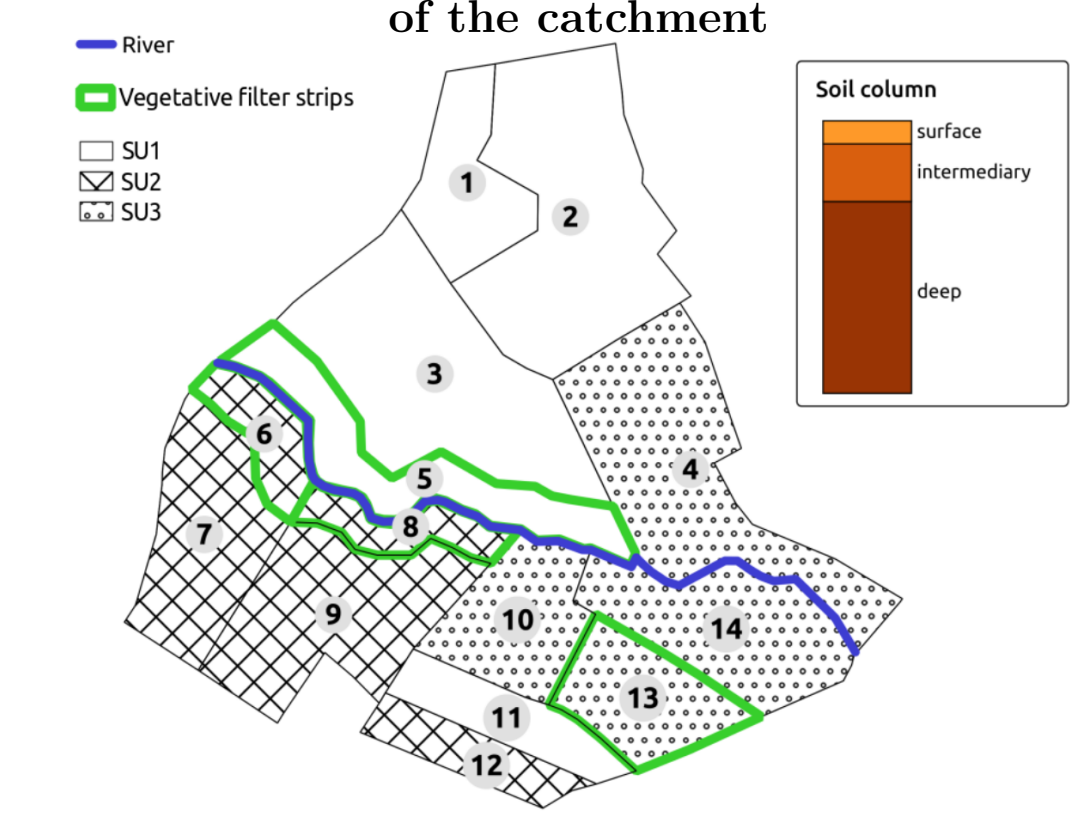 of the catchment
River
Vegetative filter strips
SU1
SU2
SU3
Soil column
surface
intermediary
deep
1
2
3
4
5
6
7
8
9
10
11
12
13
14